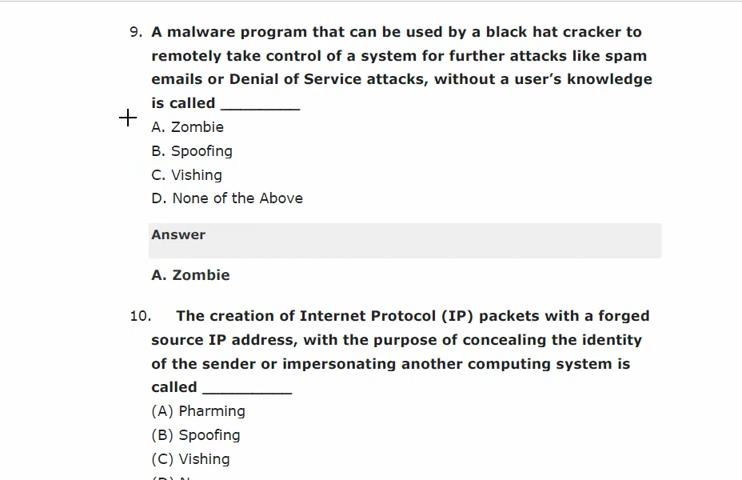 9. A malware program that can be used by a black hat cracker to
remotely take control of a system for further attacks like spam
emails or Denial of Service attacks, without a user’s knowledge
is called ________
A. Zombie
B. Spoofing
C. Vishing
D. None of the Above
Answer
A. Zombie
10. The creation of Internet Protocol (IP) packets with a forged
source IP address, with the purpose of concealing the identity
of the sender or impersonating another computing system is
called _________
(A) Pharming
(B) Spoofing
(C) Vishing